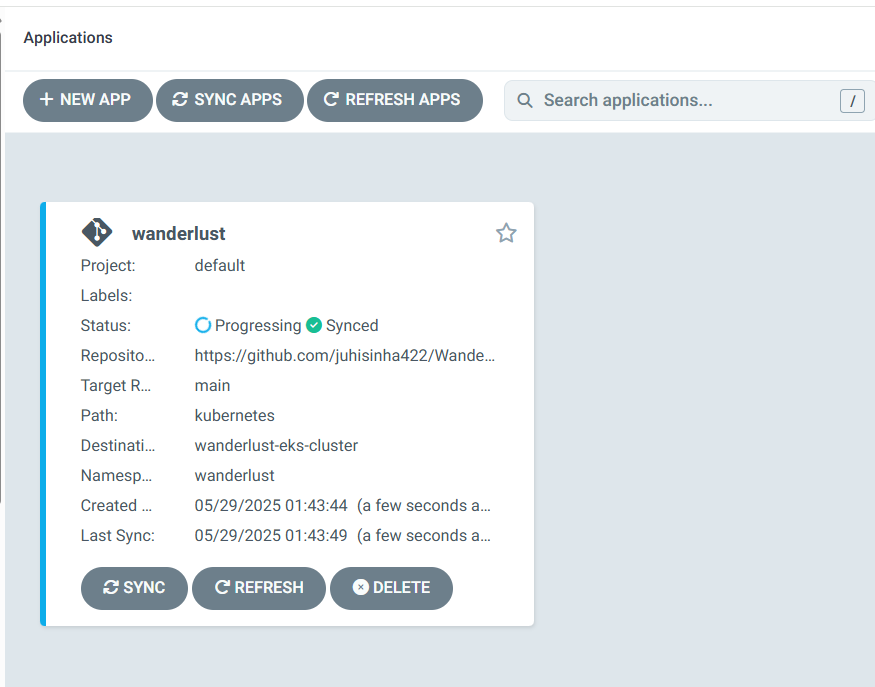 Applications
+ NEW APP SYNC APPS REFRESH APPS Search applications... /
wanderlust
Project: default
Labels:
Status: Progressing Synced
Reposito... https://github.com/juhisinha422/Wande...
Target R... main
Path: kubernetes
Destinati... wanderlust-eks-cluster
Namesp... wanderlust
Created ... 05/29/2025 01:43:44 (a few seconds a...
Last Sync: 05/29/2025 01:43:49 (a few seconds a...
SYNC REFRESH DELETE